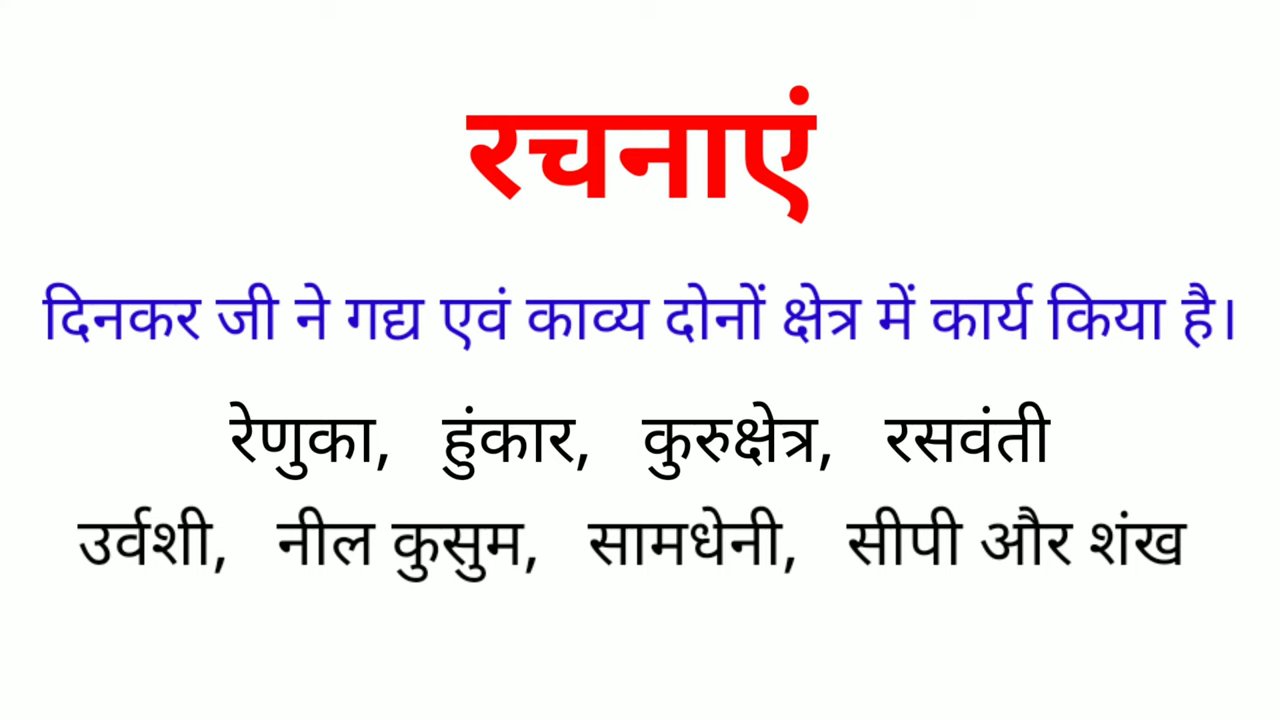 रचनाएं
दिनकर जी ने गद्य एवं काव्य दोनों क्षेत्र में कार्य किया है।
रेणुका, हुंकार, कुरुक्षेत्र, रसवंती
उर्वशी, नील कुसुम, सामधेनी, सीपी और शंख